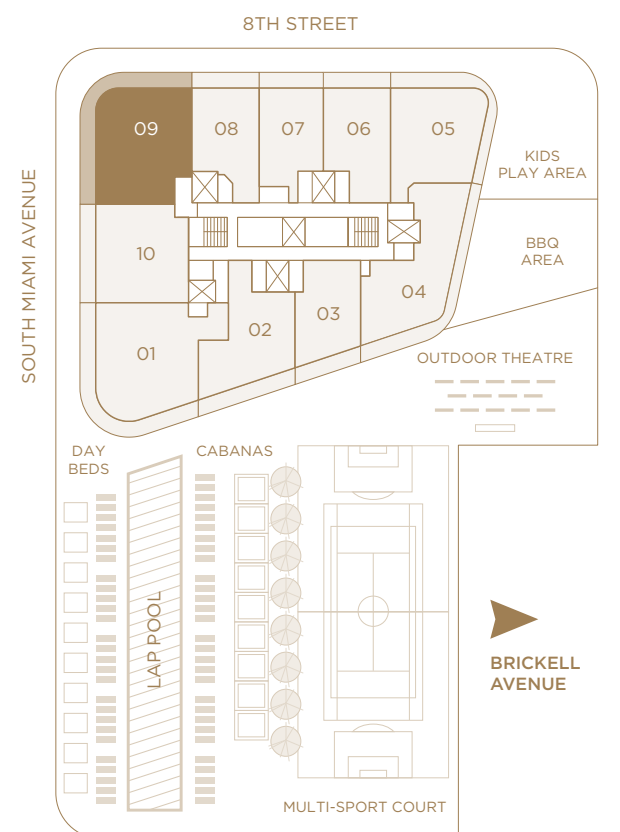 8TH STREET
SOUTH MIAMI AVENUE
09
08
07
06
05
KIDS
PLAY AREA
10
BBQ
AREA
04
03
02
01
OUTDOOR THEATRE
DAY
BEDS
CABANAS
LAP POOL
BRICKELL
AVENUE
MULTI-SPORT COURT